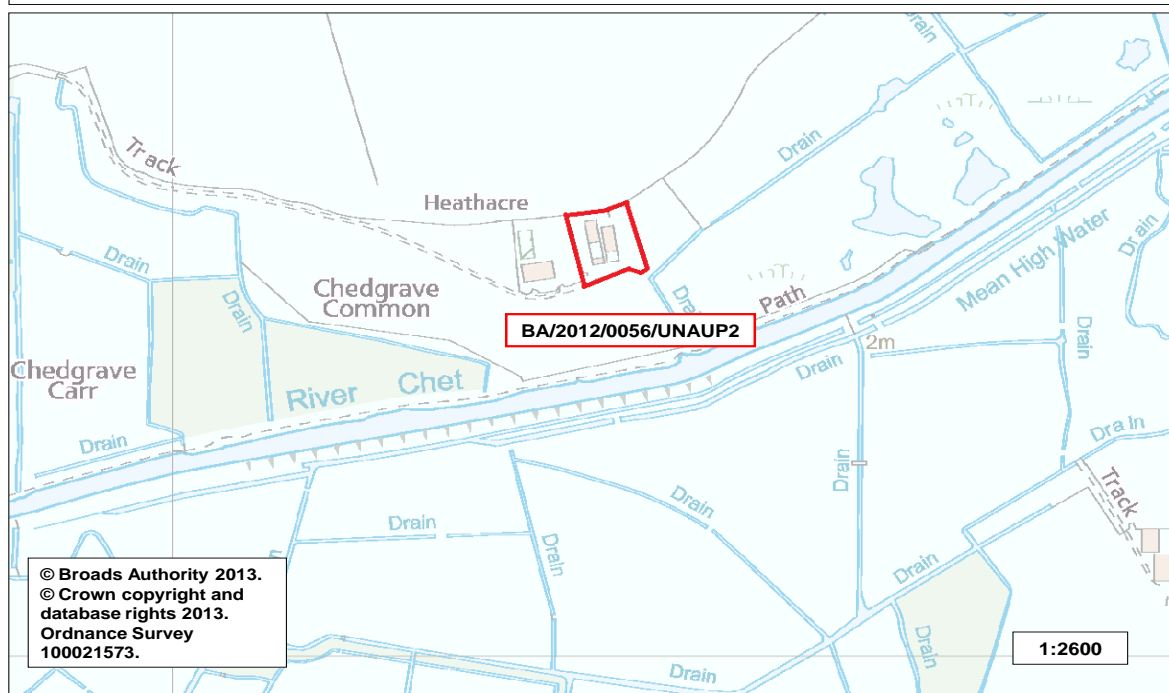 Track
Drain
Heathacre
Drain
Drain
Drain
Chedgrave
Common
Drain
Path
Mean High Water
BA/2012/0056/UNAUP2
2m
Drain
Chedgrave
Carr
River Chet
Drain
Drain
Drain
Drain
Drain
Drain
Drain
Track
Drain
Drain
© Broads Authority 2013.
© Crown copyright and
database rights 2013.
Ordnance Survey
100021573.
1:2600
Drain